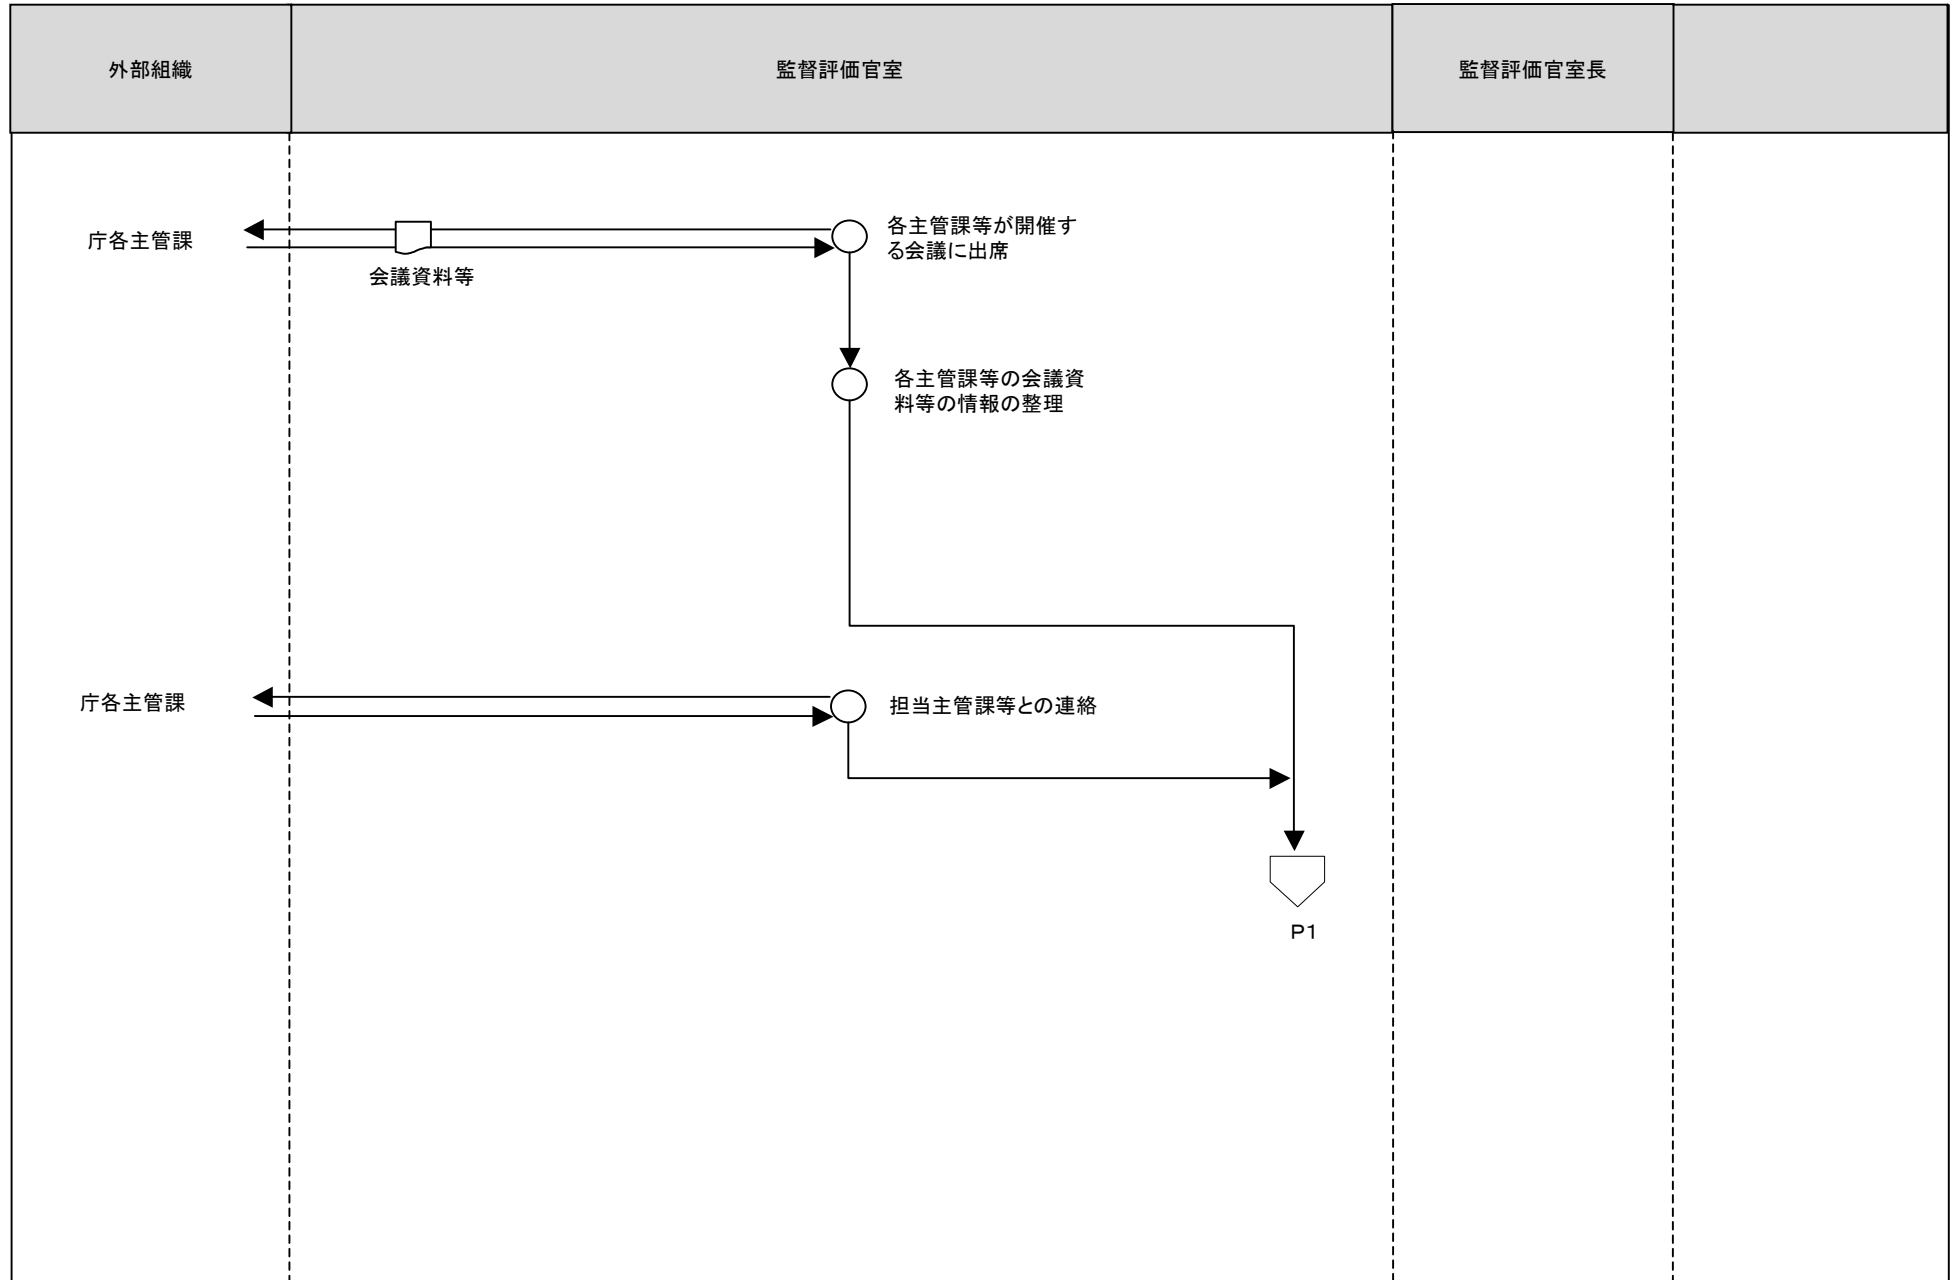 外部組織
監督評価官室
監督評価官室長
庁各主管課
会議資料等
各主管課等が開催す
る会議に出席
各主管課等の会議資
料等の情報の整理
庁各主管課
担当主管課等との連絡
P1